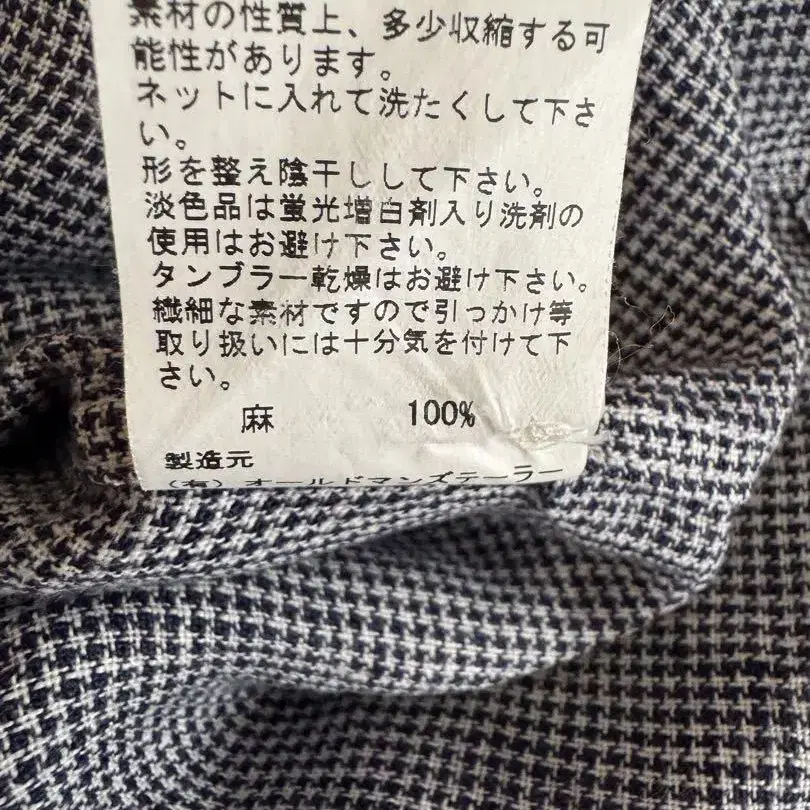 素材の性質上、多少収縮する可
能性があります。
ネットに入れて洗たくして下さ
い。
形を整え陰干しして下さい。
淡色品は蛍光増白剤入り洗剤の
使用はお避け下さい。
タンブラー乾燥はお避け下さい。
繊細な素材ですので引っかけ等
取り扱いには十分気を付けて下
さい。
麻 100%
製造元
(有) オールドマンズテーラー